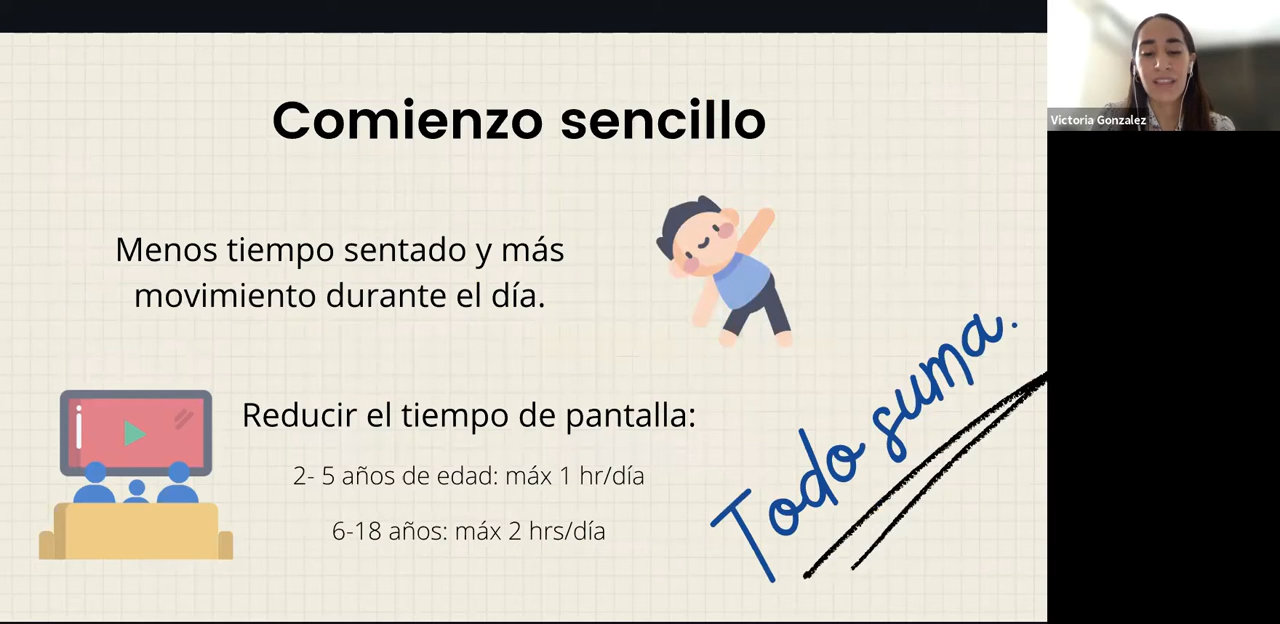 Comienzo sencillo
Menos tiempo sentado y más
movimiento durante el día.
Reducir el tiempo de pantalla:
2- 5 años de edad: máx 1 hr/día
6-18 años: máx 2 hrs/día
Todo suma.
Victoria Gonzalez